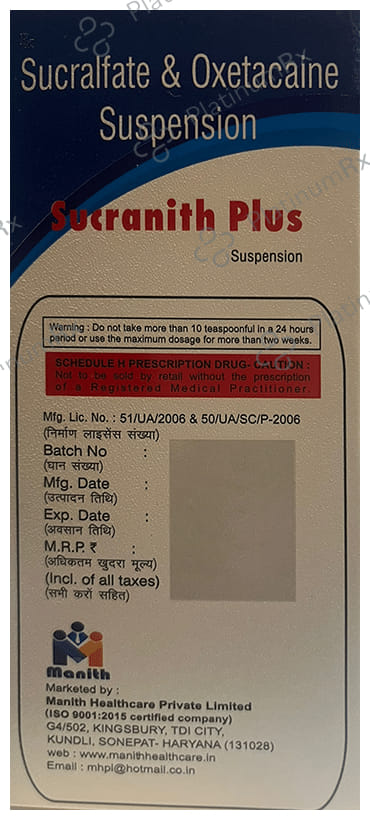 Rx
Sucralfate & Oxetacaine
Suspension
Sucranith Plus
Suspension
Warning : Do not take more than 10 teaspoonful in a 24 hours
period or use the maximum dosage for more than two weeks.
SCHEDULE H PRESCRIPTION DRUG- CAUTION :
Not to be sold by retail without the prescription
of a Registered Medical Practitioner.
Mfg. Lic. No. : 51/UA/2006 & 50/UA/SC/P-2006
(निर्माण लाइसेंस संख्या)
Batch No :
(घान संख्या)
Mfg. Date :
(उत्पादन तिथि)
Exp. Date :
(अवसान तिथि)
M.R.P. ₹ :
(अधिकतम खुदरा मूल्य)
(Incl. of all taxes)
(सभी करों सहित)
Manith
Marketed by :
Manith Healthcare Private Limited
(ISO 9001:2015 certified company)
G4/502, KINGSBURY, TDI CITY,
KUNDLI, SONEPAT- HARYANA (131028)
web : www.manithhealthcare.in
Email : mhpl@hotmail.co.in
PlatinumRx
PlatinumRx
PlatinumRx